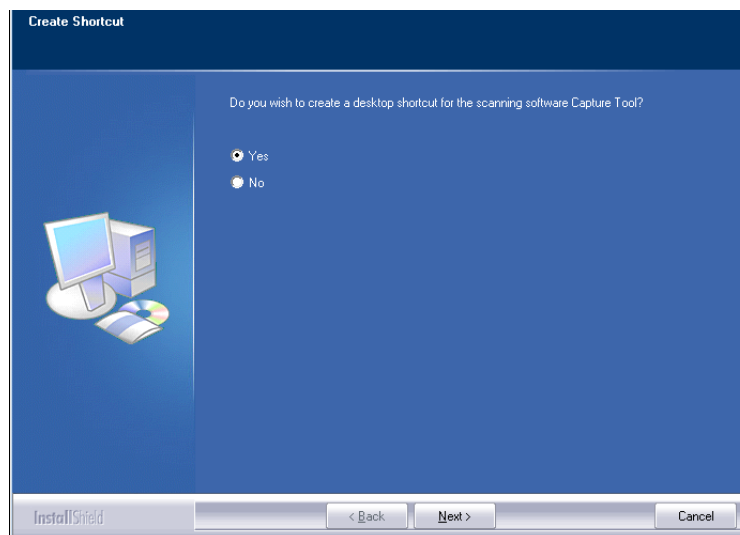 Create Shortcut
Do you wish to create a desktop shortcut for the scanning software Capture Tool?
Yes
No
InstallShield
< Back
Next >
Cancel